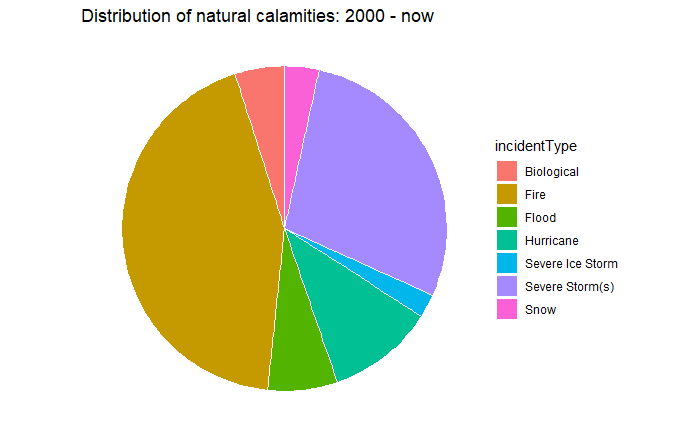 Distribution of natural calamities: 2000 - now
incidentType
Biological
Fire
Flood
Hurricane
Severe Ice Storm
Severe Storm(s)
Snow